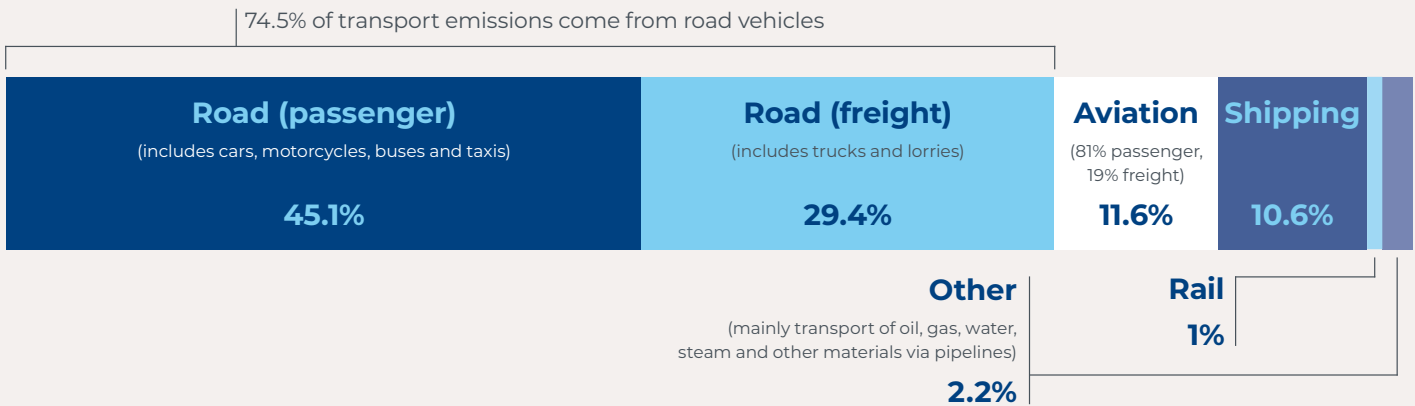 74.5% of transport emissions come from road vehicles
Road (passenger)
(includes cars, motorcycles, buses and taxis)
45.1%
Road (freight)
(includes trucks and lorries)
29.4%
Aviation
(81% passenger,
19% freight)
11.6%
Shipping
10.6%
Other
(mainly transport of oil, gas, water,
steam and other materials via pipelines)
2.2%
Rail
1%